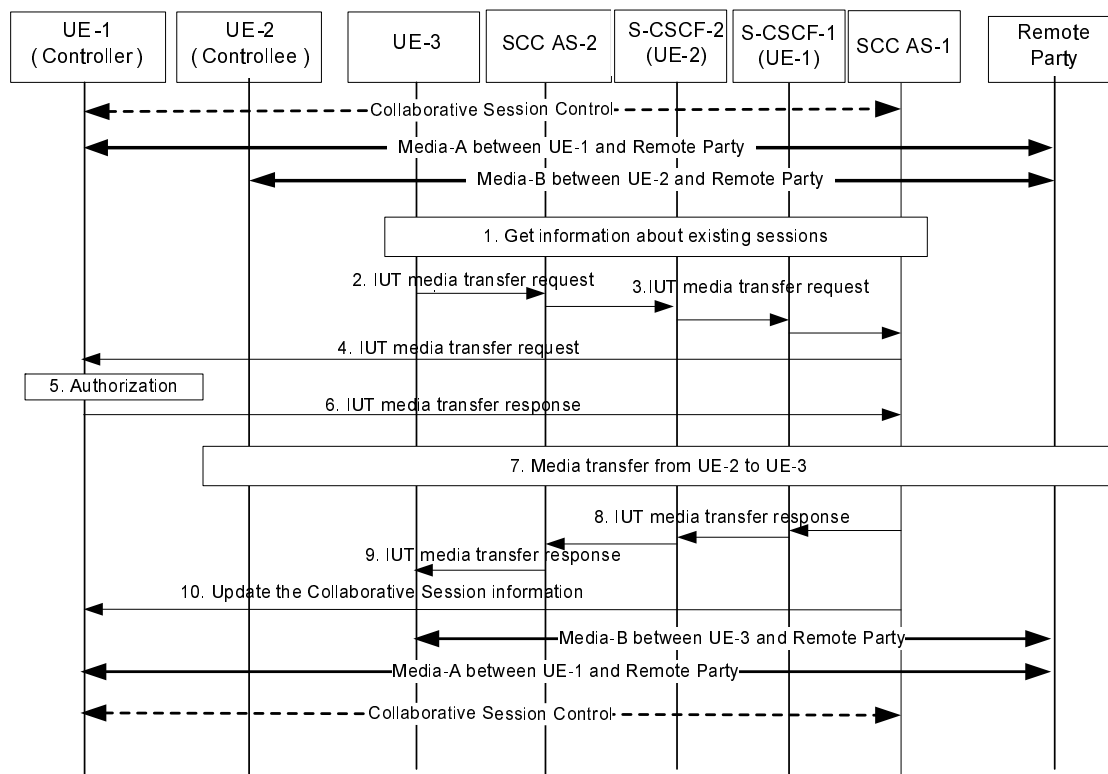 UE-1
( Controller)
UE-2
( Controllee)
UE-3
SCC AS-2
S-CSCF-2
(UE-2)
S-CSCF-1
(UE-1)
SCC AS-1
Remote
Party
Collaborative Session Control
Media-A between UE-1 and Remote Party
Media-B between UE-2 and Remote Party
1. Get information about existing sessions
2. IUT media transfer request
3.IUT media transfer request
4. IUT media transfer request
5. Authorization
6. IUT media transfer response
7. Media transfer from UE-2 to UE-3
8. IUT media transfer response
9. IUT media transfer response
10. Update the Collaborative Session information
Media-B between UE-3 and Remote Party
Media-A between UE-1 and Remote Party
Collaborative Session Control